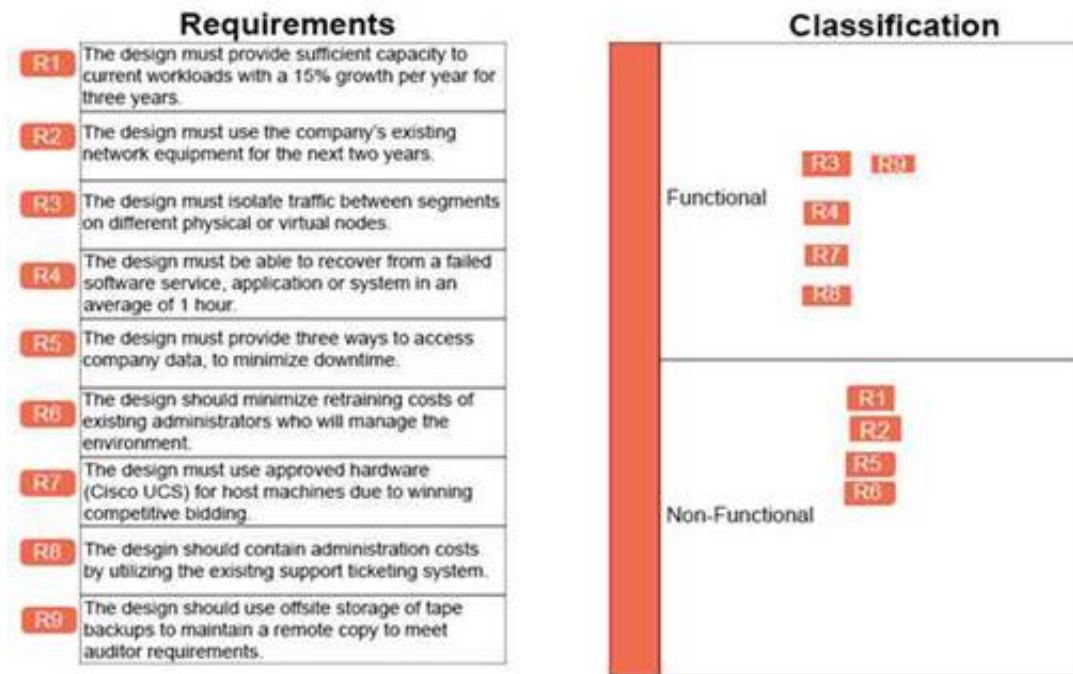 Requirements
R1
The design must provide sufficient capacity to
current workloads with a 15% growth per year for
three years.
R2
The design must use the company's existing
network equipment for the next two years.
R3
The design must isolate traffic between segments
on different physical or virtual nodes.
R4
The design must be able to recover from a failed
software service, application or system in an
average of 1 hour.
R5
The design must provide three ways to access
company data, to minimize downtime.
R6
The design should minimize retraining costs of
existing administrators who will manage the
environment.
R7
The design must use approved hardware
(Cisco UCS) for host machines due to winning
competitive bidding.
R8
The desgin should contain administration costs
by utilizing the exisitng support ticketing system.
R9
The design should use offsite storage of tape
backups to maintain a remote copy to meet
auditor requirements.
Classification
Functional
R3 R9
R4
R7
R8
Non-Functional
R1
R2
R5
R6